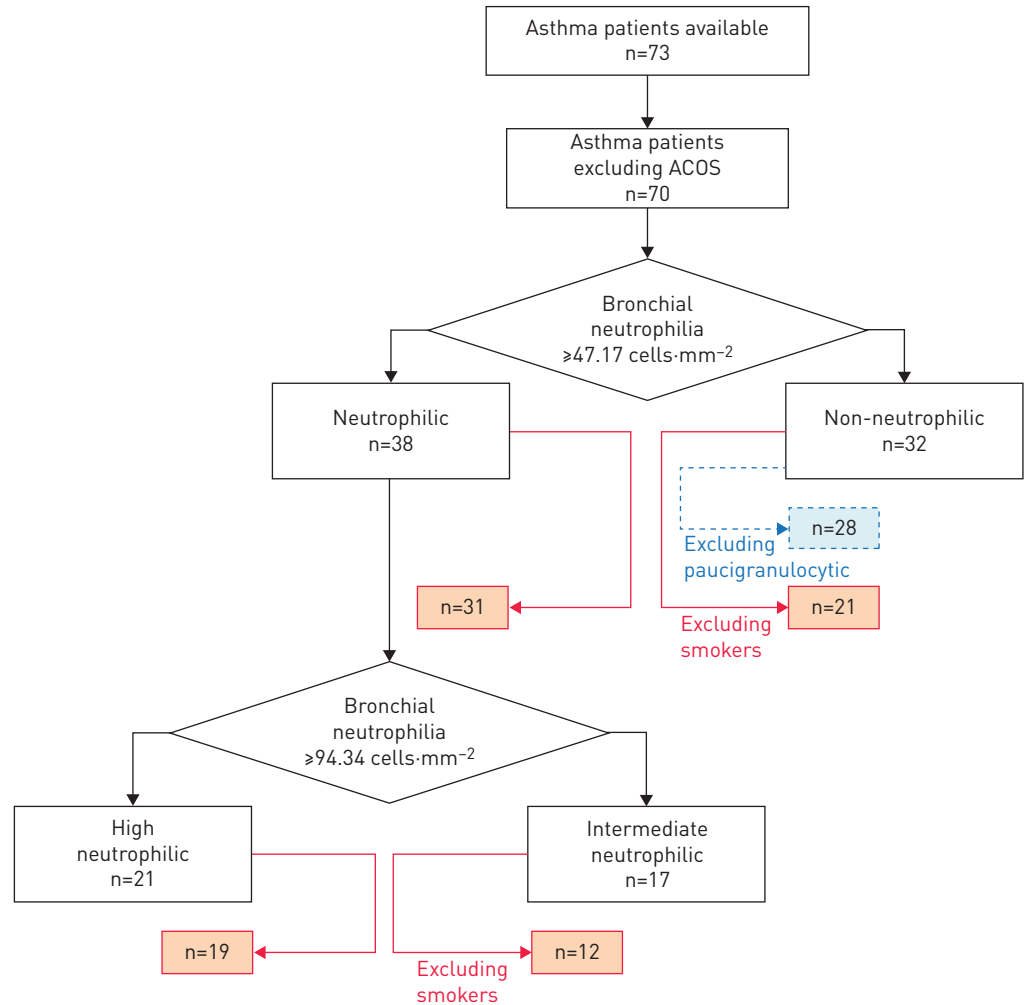 Asthma patients available
n=73
Asthma patients
excluding ACOS
n=70
Bronchial
neutrophilia
⩾47.17 cells·mm⁻²
Neutrophilic
n=38
Non-neutrophilic
n=32
n=28
Excluding
paucigranulocytic
n=31
n=21
Excluding
smokers
Bronchial
neutrophilia
⩾94.34 cells·mm⁻²
High
neutrophilic
n=21
Intermediate
neutrophilic
n=17
n=19
n=12
Excluding
smokers